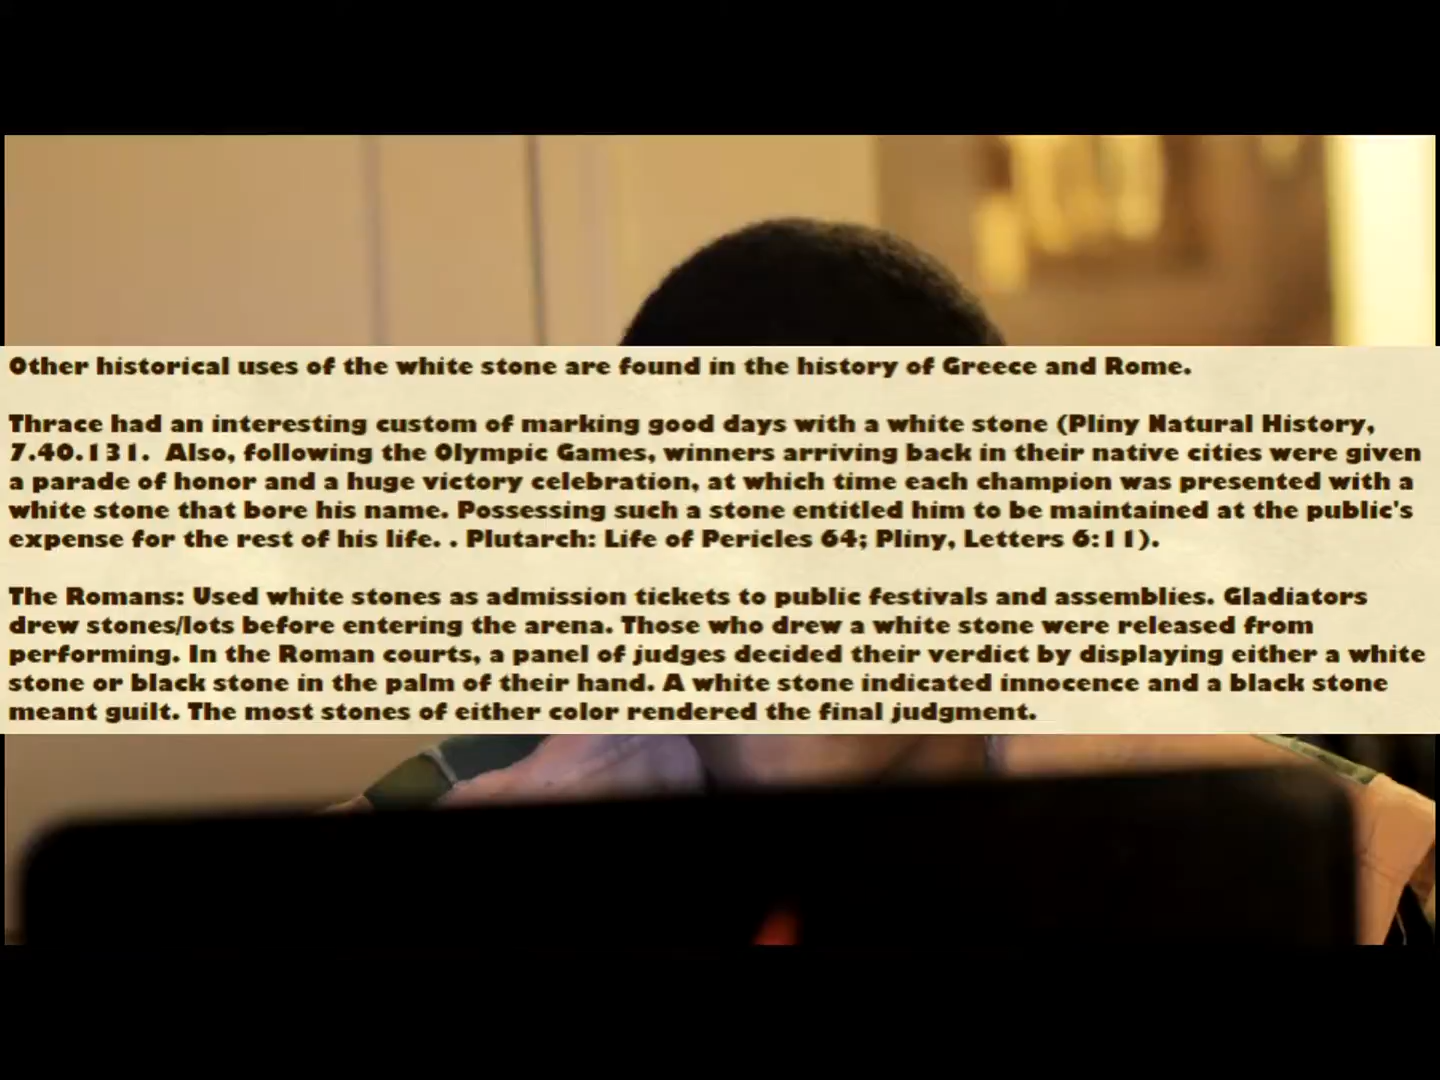 Other historical uses of the white stone are found in the history of Greece and Rome.
Thrace had an interesting custom of marking good days with a white stone (Pliny Natural History,
7.40.131.  Also, following the Olympic Games, winners arriving back in their native cities were given
a parade of honor and a huge victory celebration, at which time each champion was presented with a
white stone that bore his name. Possessing such a stone entitled him to be maintained at the public's
expense for the rest of his life. . Plutarch: Life of Pericles 64; Pliny, Letters 6:11).
The Romans: Used white stones as admission tickets to public festivals and assemblies. Gladiators
drew stones/lots before entering the arena. Those who drew a white stone were released from
performing. In the Roman courts, a panel of judges decided their verdict by displaying either a white
stone or black stone in the palm of their hand. A white stone indicated innocence and a black stone
meant guilt. The most stones of either color rendered the final judgment.